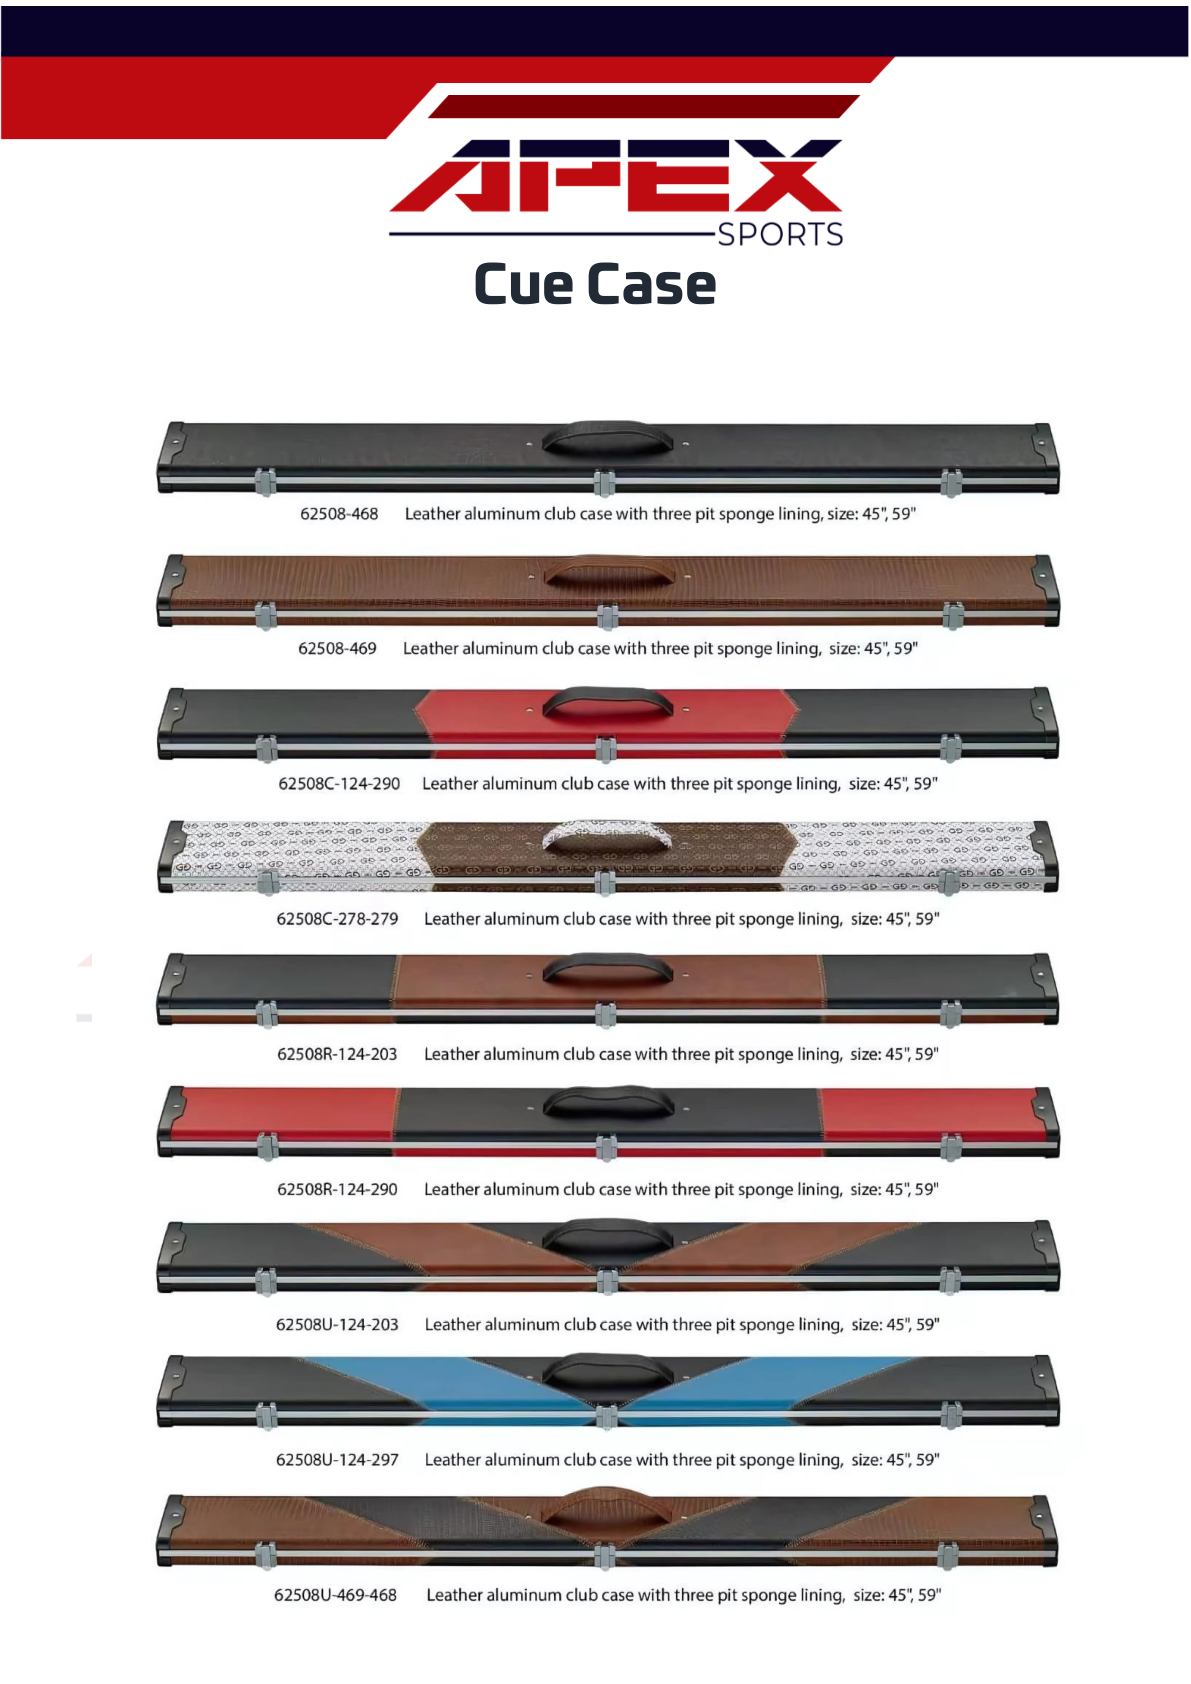 APEX
SPORTS
Cue Case
62508-468 Leather aluminum club case with three pit sponge lining, size: 45", 59"
62508-469 Leather aluminum club case with three pit sponge lining, size: 45", 59"
62508C-124-290 Leather aluminum club case with three pit sponge lining, size: 45", 59"
62508C-278-279 Leather aluminum club case with three pit sponge lining, size: 45", 59"
62508R-124-203 Leather aluminum club case with three pit sponge lining, size: 45", 59"
62508R-124-290 Leather aluminum club case with three pit sponge lining, size: 45", 59"
62508U-124-203 Leather aluminum club case with three pit sponge lining, size: 45", 59"
62508U-124-297 Leather aluminum club case with three pit sponge lining, size: 45", 59"
62508U-469-468 Leather aluminum club case with three pit sponge lining, size: 45", 59"